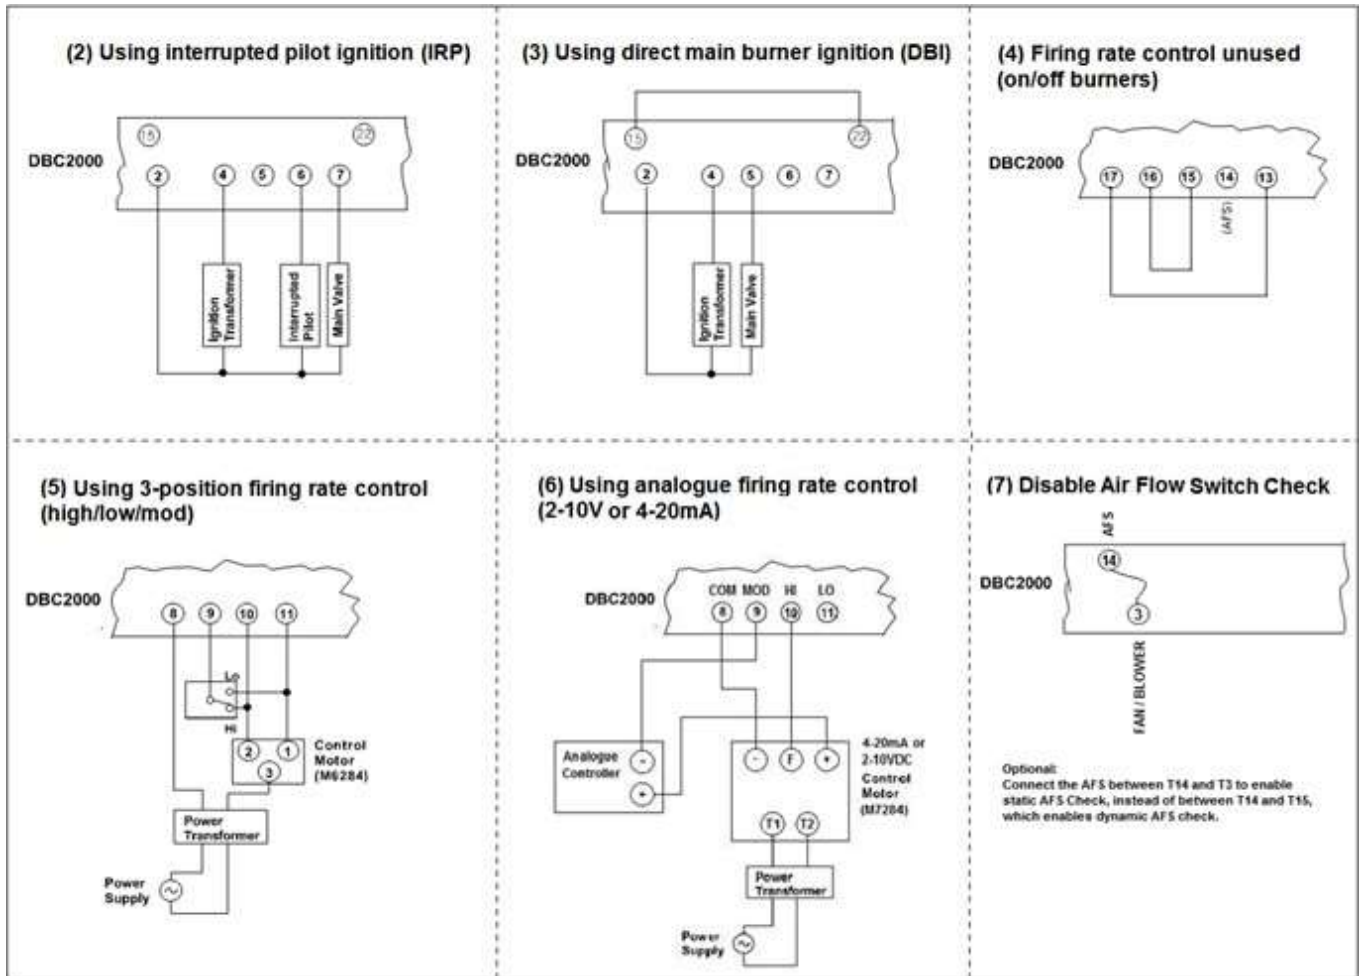 (2) Using interrupted pilot ignition (IRP)
DBC2000
15
22
2
4
5
6
7
Ignition
Transformer
Interrupted
Pilot
Main Valve
(3) Using direct main burner ignition (DBI)
DBC2000
15
22
2
4
5
6
7
Ignition
Transformer
Main Valve
(4) Firing rate control unused
(on/off burners)
DBC2000
17
16
15
14
13
(AFS)
(5) Using 3-position firing rate control
(high/low/mod)
DBC2000
8
9
10
11
Lo
Hi
2
1
3
Control
Motor
(M6284)
Power
Transformer
Power
Supply
(6) Using analogue firing rate control
(2-10V or 4-20mA)
DBC2000
COM MOD HI LO
8
9
10
11
Analogue
Controller
-
+
-
F
+
4-20mA or
2-10VDC
Control
Motor
(M7284)
T1
T2
Power
Transformer
Power
Supply
(7) Disable Air Flow Switch Check
AFS
14
DBC2000
3
FAN / BLOWER
Optional:
Connect the AFS between T14 and T3 to enable
static AFS Check, instead of between T14 and T15,
which enables dynamic AFS check.